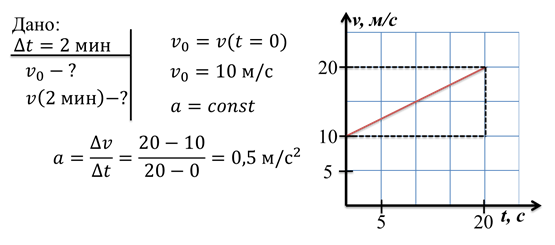 Дано:
Δt = 2 мин
v₀ − ?
v(2 мин)−?
v₀ = v(t = 0)
v₀ = 10 м/с
a = const
a = Δv/Δt = (20 − 10)/(20 − 0) = 0,5 м/с²
v, м/с
20
10
5
5
20
t, с